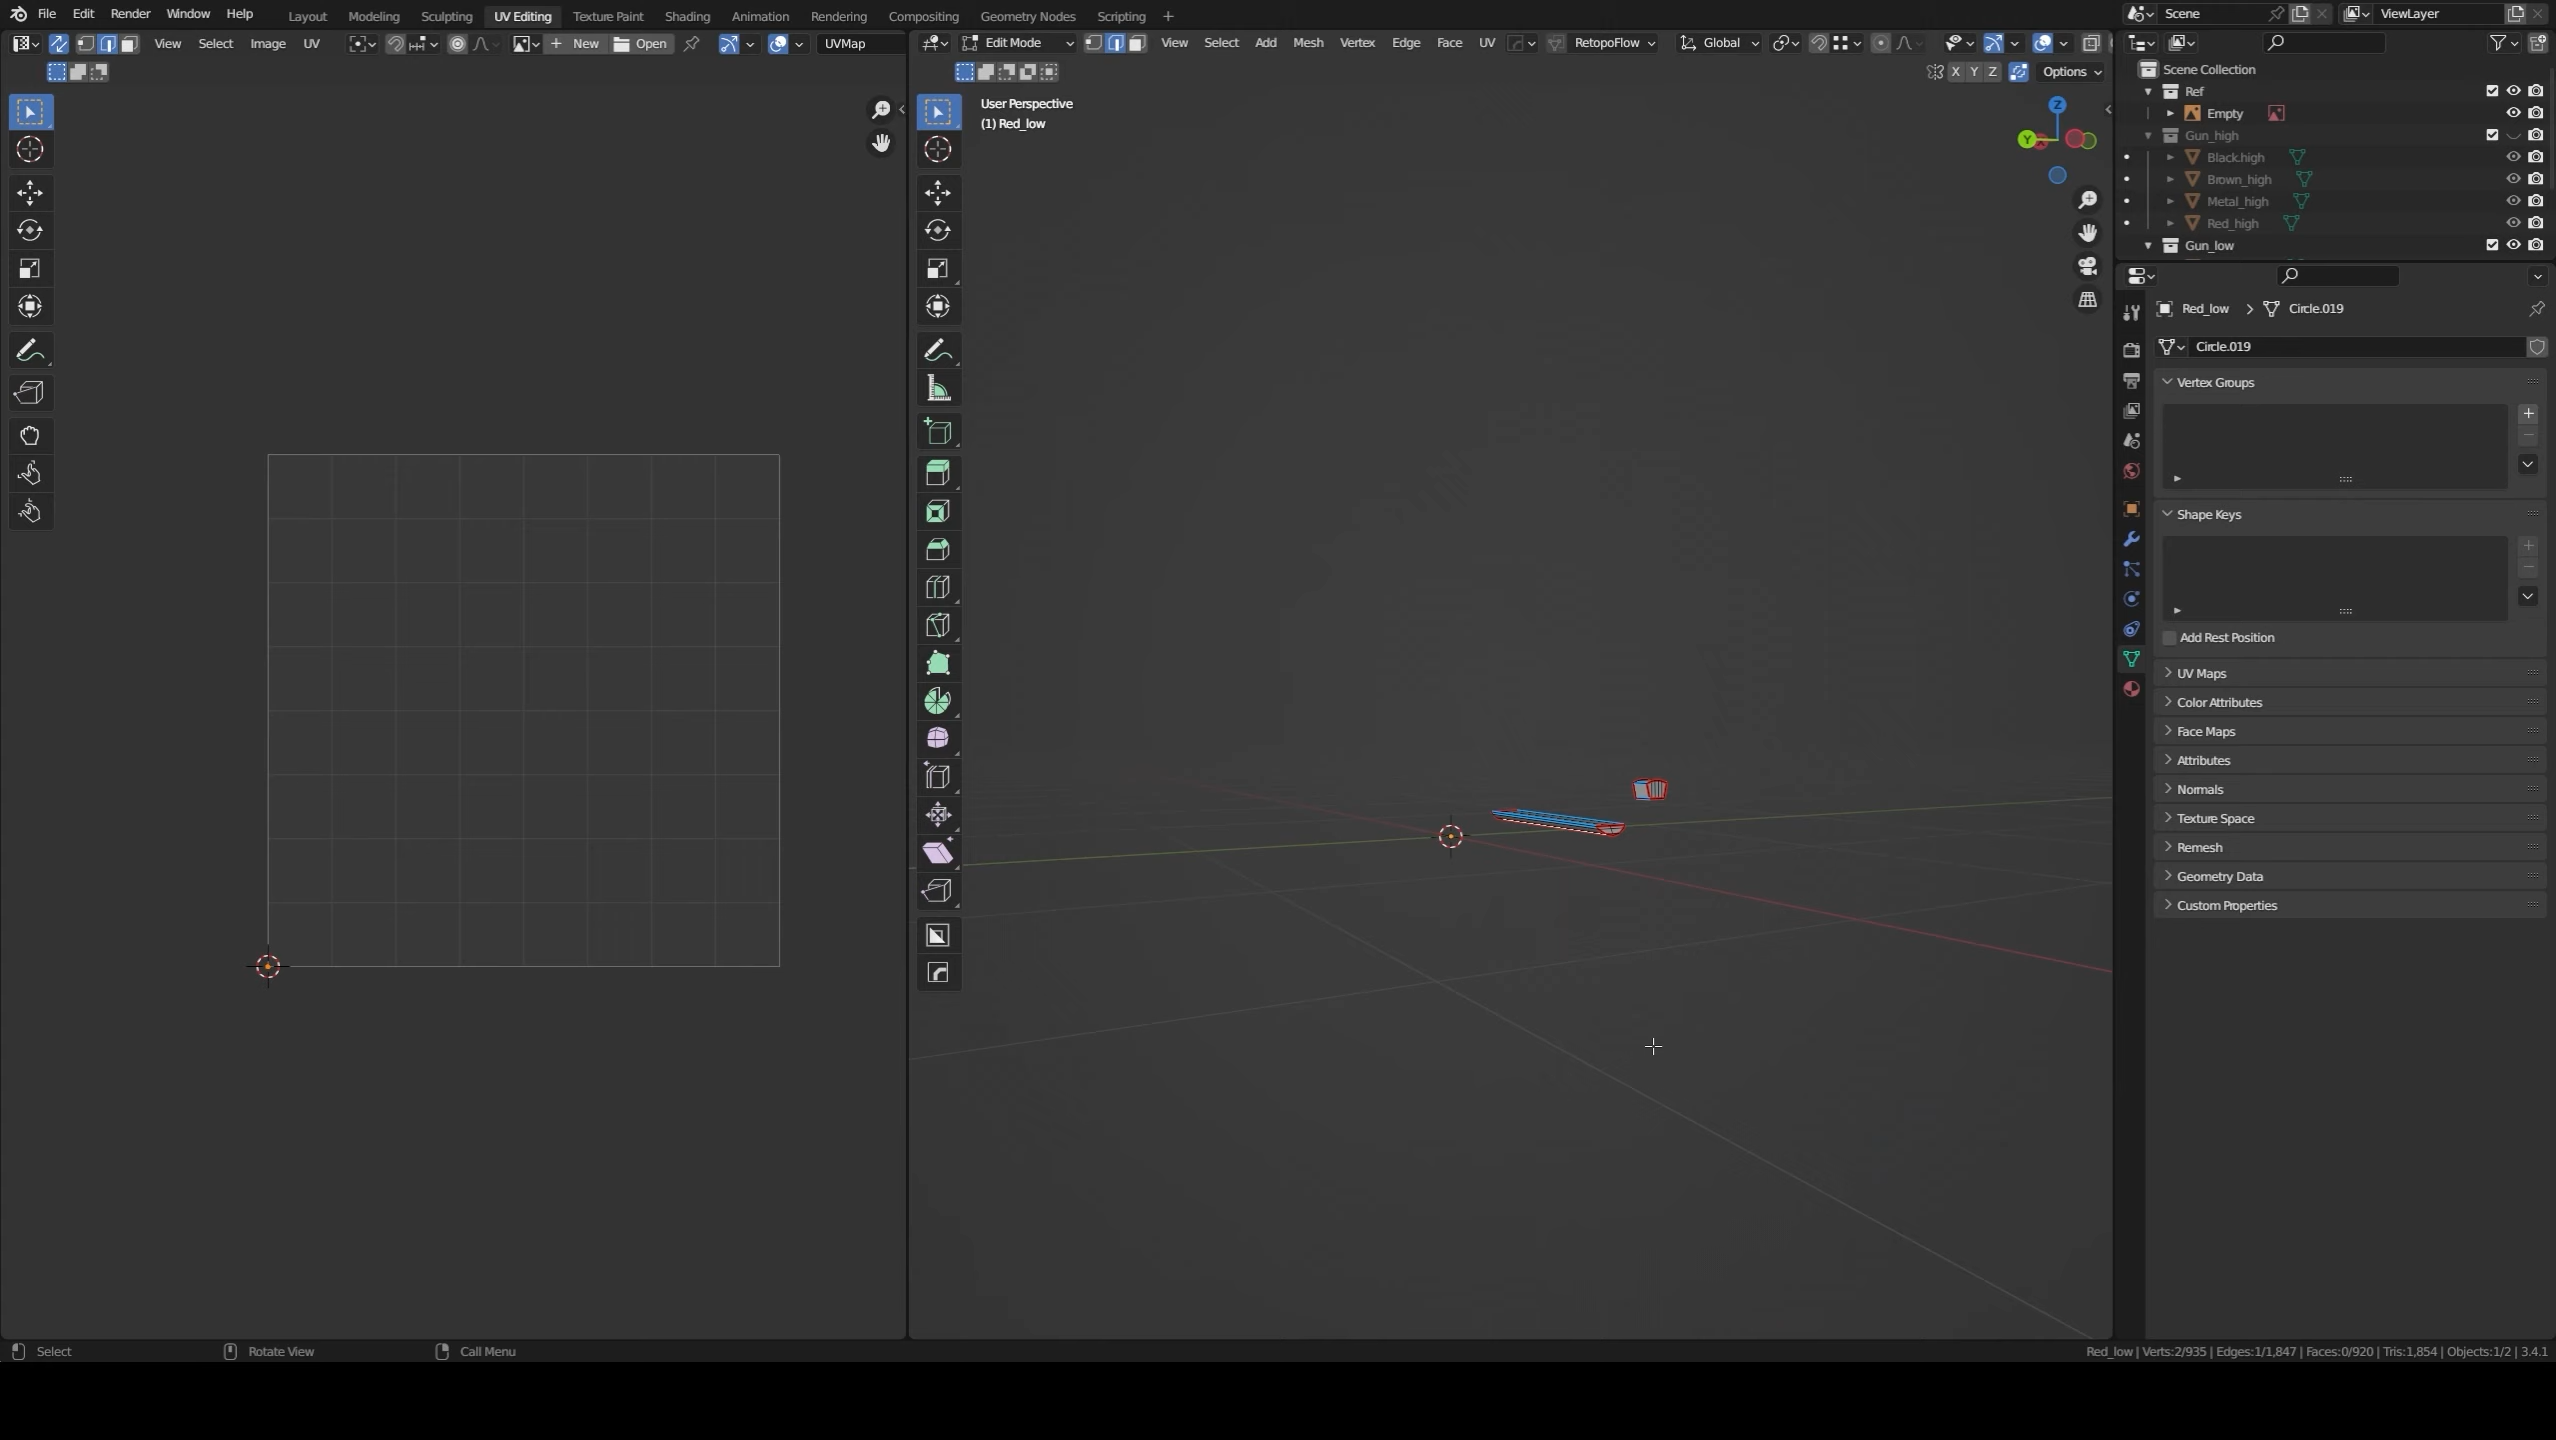 File Edit Render Window Help Layout Modeling Sculpting UV Editing Texture Paint Shading Animation Rendering Compositing Geometry Nodes Scripting + Scene ViewLayer
View Select Image UV + New Open UVMap
Edit Mode View Select Add Mesh Vertex Edge Face UV RetopoFlow Global
X Y Z Options
User Perspective
(1) Red_low
Z
Y
Scene Collection
Ref
Empty
Gun_high
Black.high
Brown_high
Metal_high
Red_high
Gun_low
Red_low > Circle.019
Circle.019
Vertex Groups
Shape Keys
Add Rest Position
UV Maps
Color Attributes
Face Maps
Attributes
Normals
Texture Space
Remesh
Geometry Data
Custom Properties
Select Rotate View Call Menu
Red_low | Verts:2/935 | Edges:1/1,847 | Faces:0/920 | Tris:1,854 | Objects:1/2 | 3.4.1